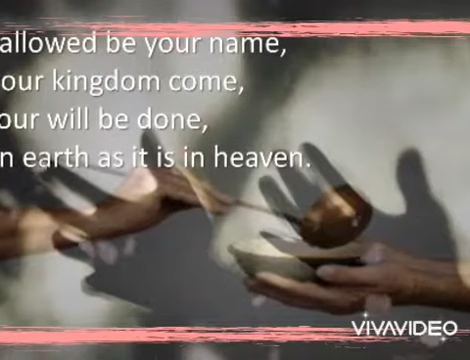 allowed be your name,
our kingdom come,
our will be done,
n earth as it is in heaven.
VIVAVIDEO